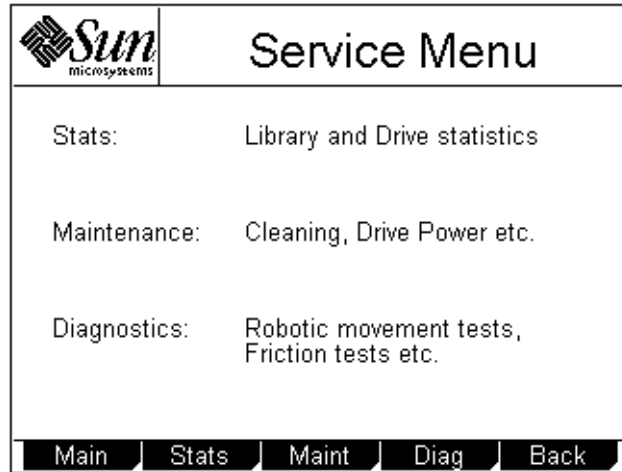 Sun
microsystems
Service Menu
Stats: Library and Drive statistics
Maintenance: Cleaning, Drive Power etc.
Diagnostics: Robotic movement tests,
Friction tests etc.
Main Stats Maint Diag Back